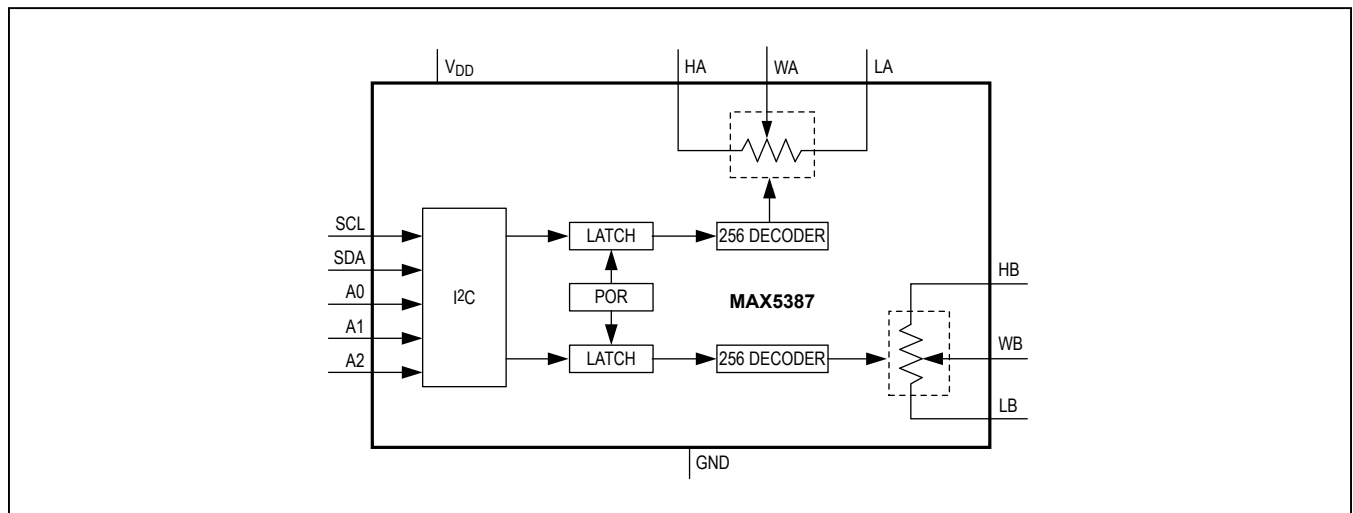 VDD
HA
WA
LA
SCL
SDA
A0
A1
A2
I2C
LATCH
256 DECODER
POR
MAX5387
LATCH
256 DECODER
HB
WB
LB
GND